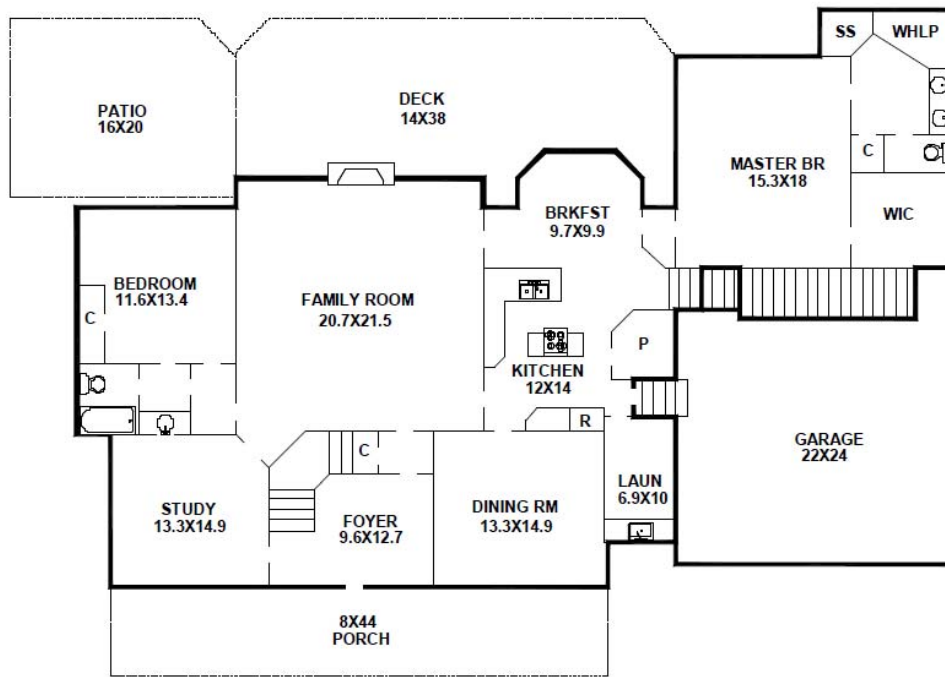 SS
WHLP
DECK
14X38
PATIO
16X20
MASTER BR
15.3X18
C
WIC
BRKFST
9.7X9.9
BEDROOM
11.6X13.4
C
FAMILY ROOM
20.7X21.5
P
KITCHEN
12X14
R
GARAGE
22X24
C
LAUN
6.9X10
STUDY
13.3X14.9
FOYER
9.6X12.7
DINING RM
13.3X14.9
8X44
PORCH